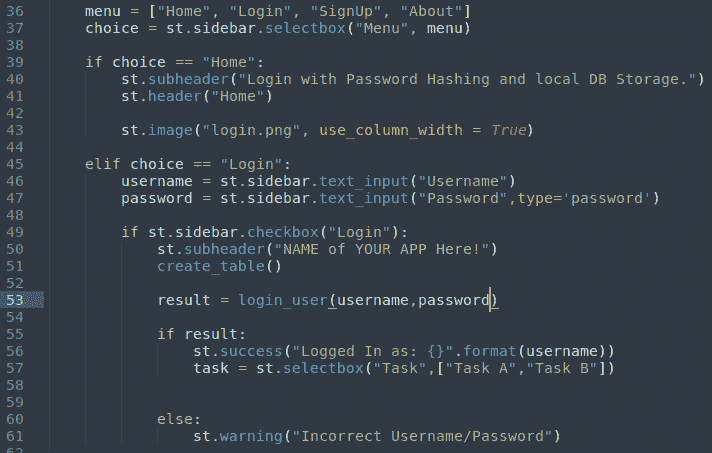 36 menu = ["Home", "Login", "SignUp", "About"]
37 choice = st.sidebar.selectbox("Menu", menu)
38
39 if choice == "Home":
40 st.subheader("Login with Password Hashing and local DB Storage.")
41 st.header("Home")
42
43 st.image("login.png", use_column_width = True)
44
45 elif choice == "Login":
46 username = st.sidebar.text_input("Username")
47 password = st.sidebar.text_input("Password",type='password')
48
49 if st.sidebar.checkbox("Login"):
50 st.subheader("NAME of YOUR APP Here!")
51 create_table()
52
53 result = login_user(username,password)
54
55 if result:
56 st.success("Logged In as: {}".format(username))
57 task = st.selectbox("Task",["Task A","Task B"])
58
59
60 else:
61 st.warning("Incorrect Username/Password")
62